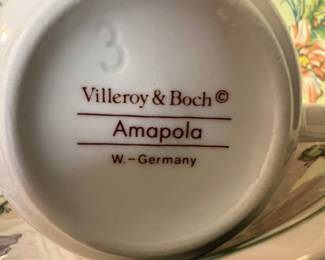 3
Villeroy & Boch ©
Amapola
W.-Germany